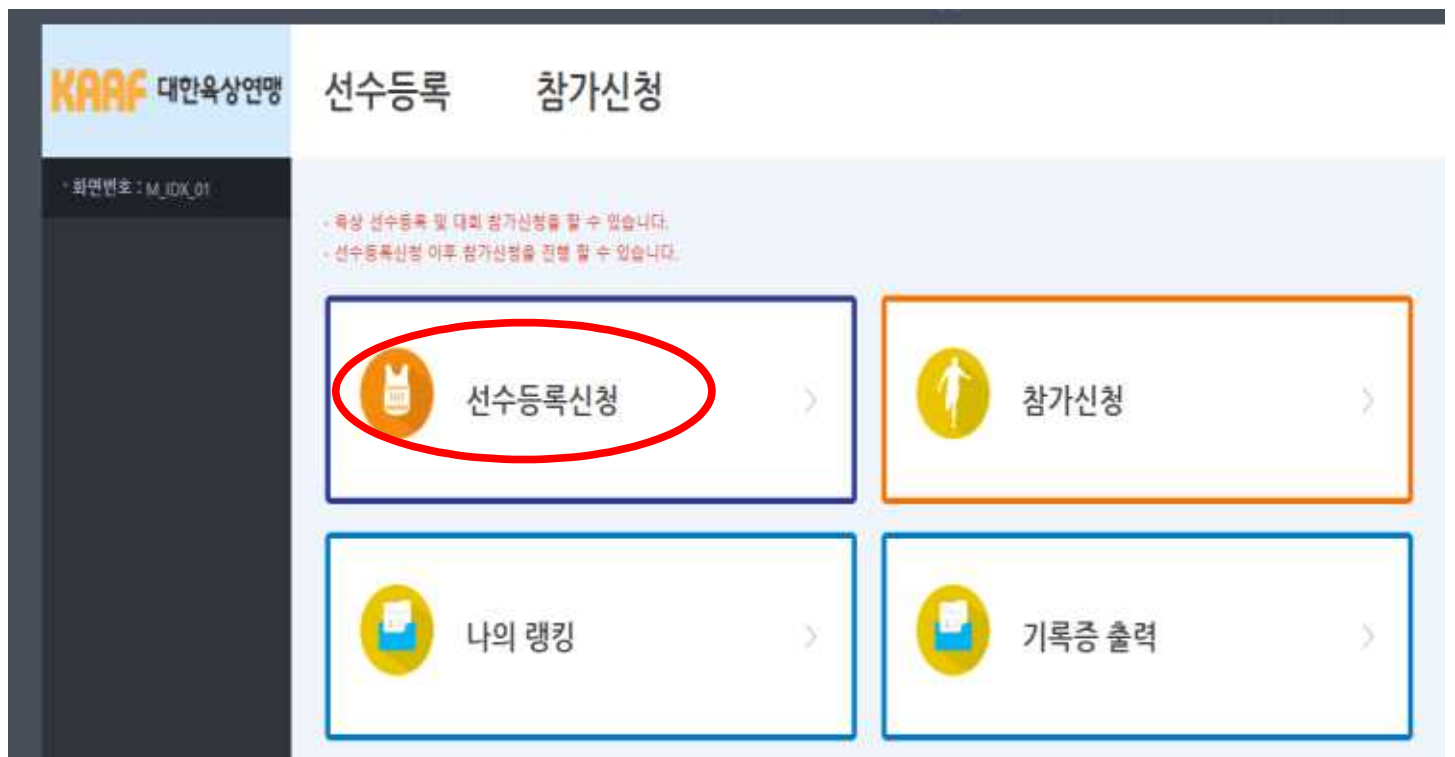 KAAF 대한육상연맹
선수등록 참가신청
· 화면번호 : M_IDX_01
- 육상 선수등록 및 대회 참가신청을 할 수 있습니다.
- 선수등록신청 이후 참가신청을 진행 할 수 있습니다.
선수등록신청
참가신청
나의 랭킹
기록증 출력